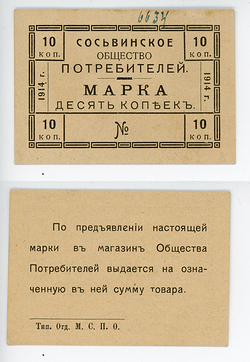 6634
10 КОП. СОСЬВИНСКОЕ 10 КОП.
ОБЩЕСТВО
ПОТРЕБИТЕЛЕЙ.
1914 г. МАРКА 1914 г.
ДЕСЯТЬ КОПѢЕКЪ.
10 КОП. № 10 КОП.
По предъявленіи настоящей
марки въ магазинъ Общества
Потребителей выдается на озна-
ченную въ ней сумму товара.
Тип. Отд. М. С. П. О.